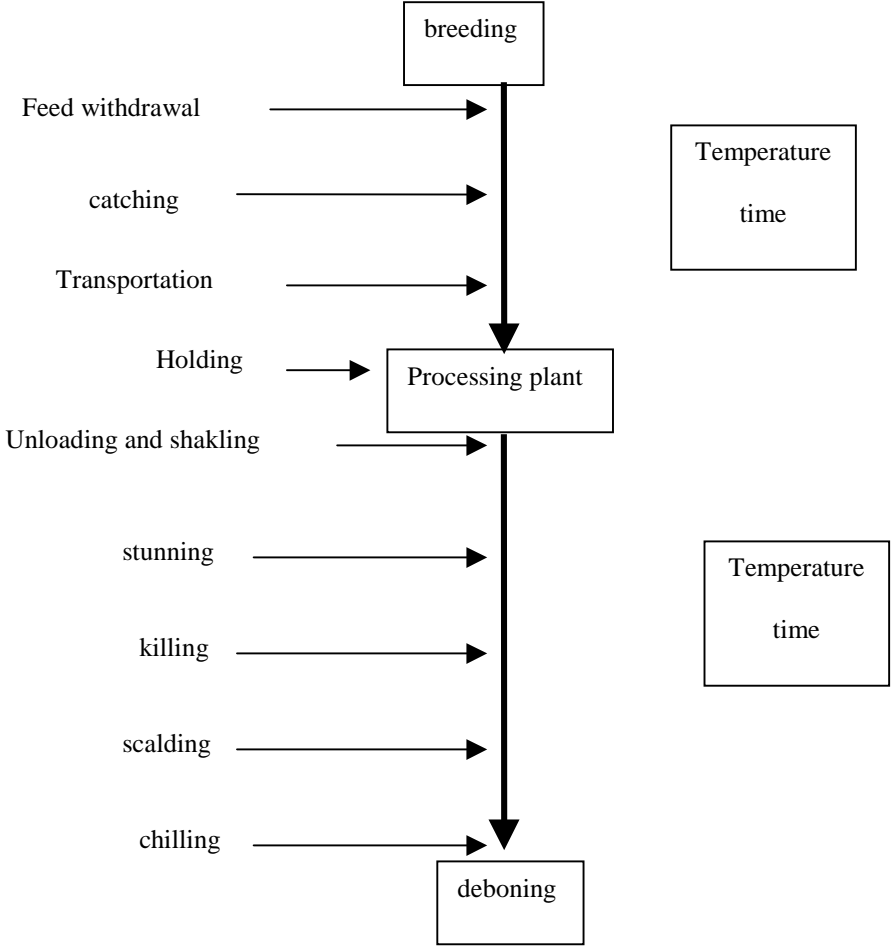 breeding
Feed withdrawal
Temperature
time
catching
Transportation
Holding
Processing plant
Unloading and shakling
stunning
Temperature
time
killing
scalding
chilling
deboning